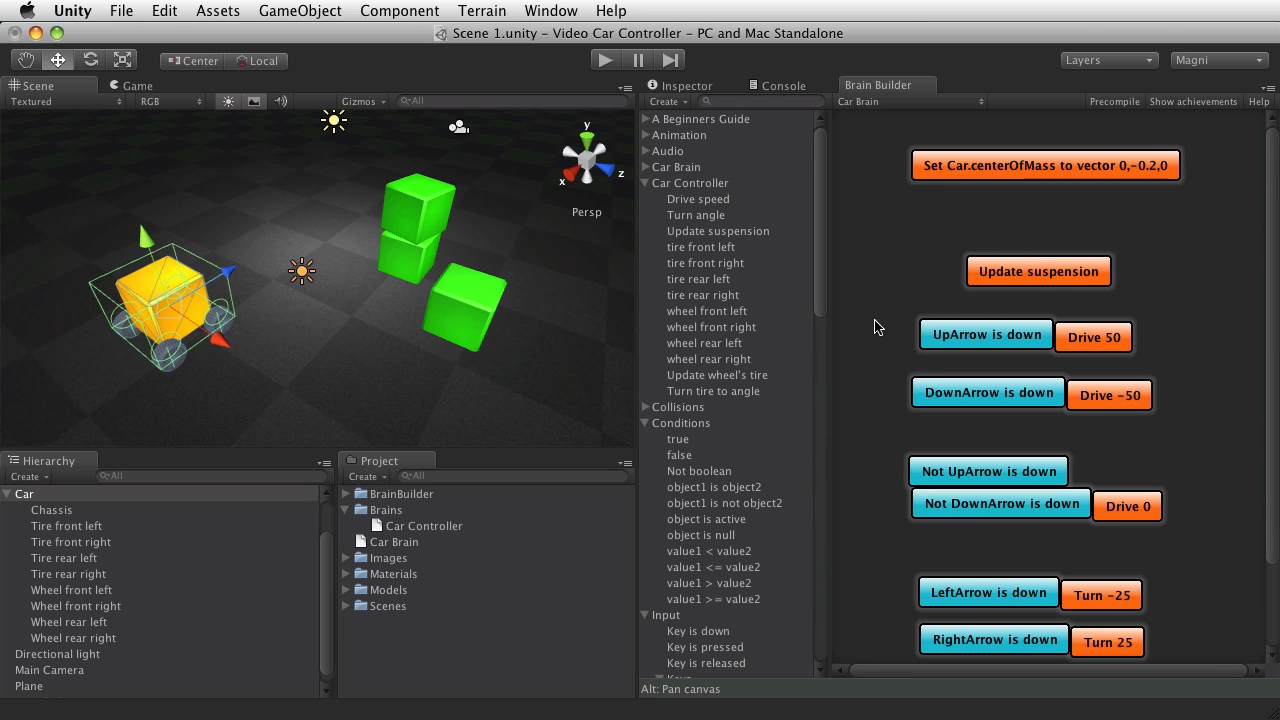 Unity File Edit Assets GameObject Component Terrain Window Help
Scene 1.unity – Video Car Controller – PC and Mac Standalone
Center Local Layers Magni
Scene Game
Textured RGB Gizmos All
y
x
z
Persp
Hierarchy
Create All
Car
Chassis
Tire front left
Tire front right
Tire rear left
Tire rear right
Wheel front left
Wheel front right
Wheel rear left
Wheel rear right
Directional light
Main Camera
Plane
Project
Create All
BrainBuilder
Brains
Car Controller
Car Brain
Images
Materials
Models
Scenes
Inspector Console
Create
A Beginners Guide
Animation
Audio
Car Brain
Car Controller
Drive speed
Turn angle
Update suspension
tire front left
tire front right
tire rear left
tire rear right
wheel front left
wheel front right
wheel rear left
wheel rear right
Update wheel's tire
Turn tire to angle
Collisions
Conditions
true
false
Not boolean
object1 is object2
object1 is not object2
object is active
object is null
value1 < value2
value1 <= value2
value1 > value2
value1 >= value2
Input
Key is down
Key is pressed
Key is released
Brain Builder
Car Brain Precompile Show achievements Help
Set Car.centerOfMass to vector 0,-0.2,0
Update suspension
UpArrow is down Drive 50
DownArrow is down Drive -50
Not UpArrow is down
Not DownArrow is down Drive 0
LeftArrow is down Turn -25
RightArrow is down Turn 25
Alt: Pan canvas